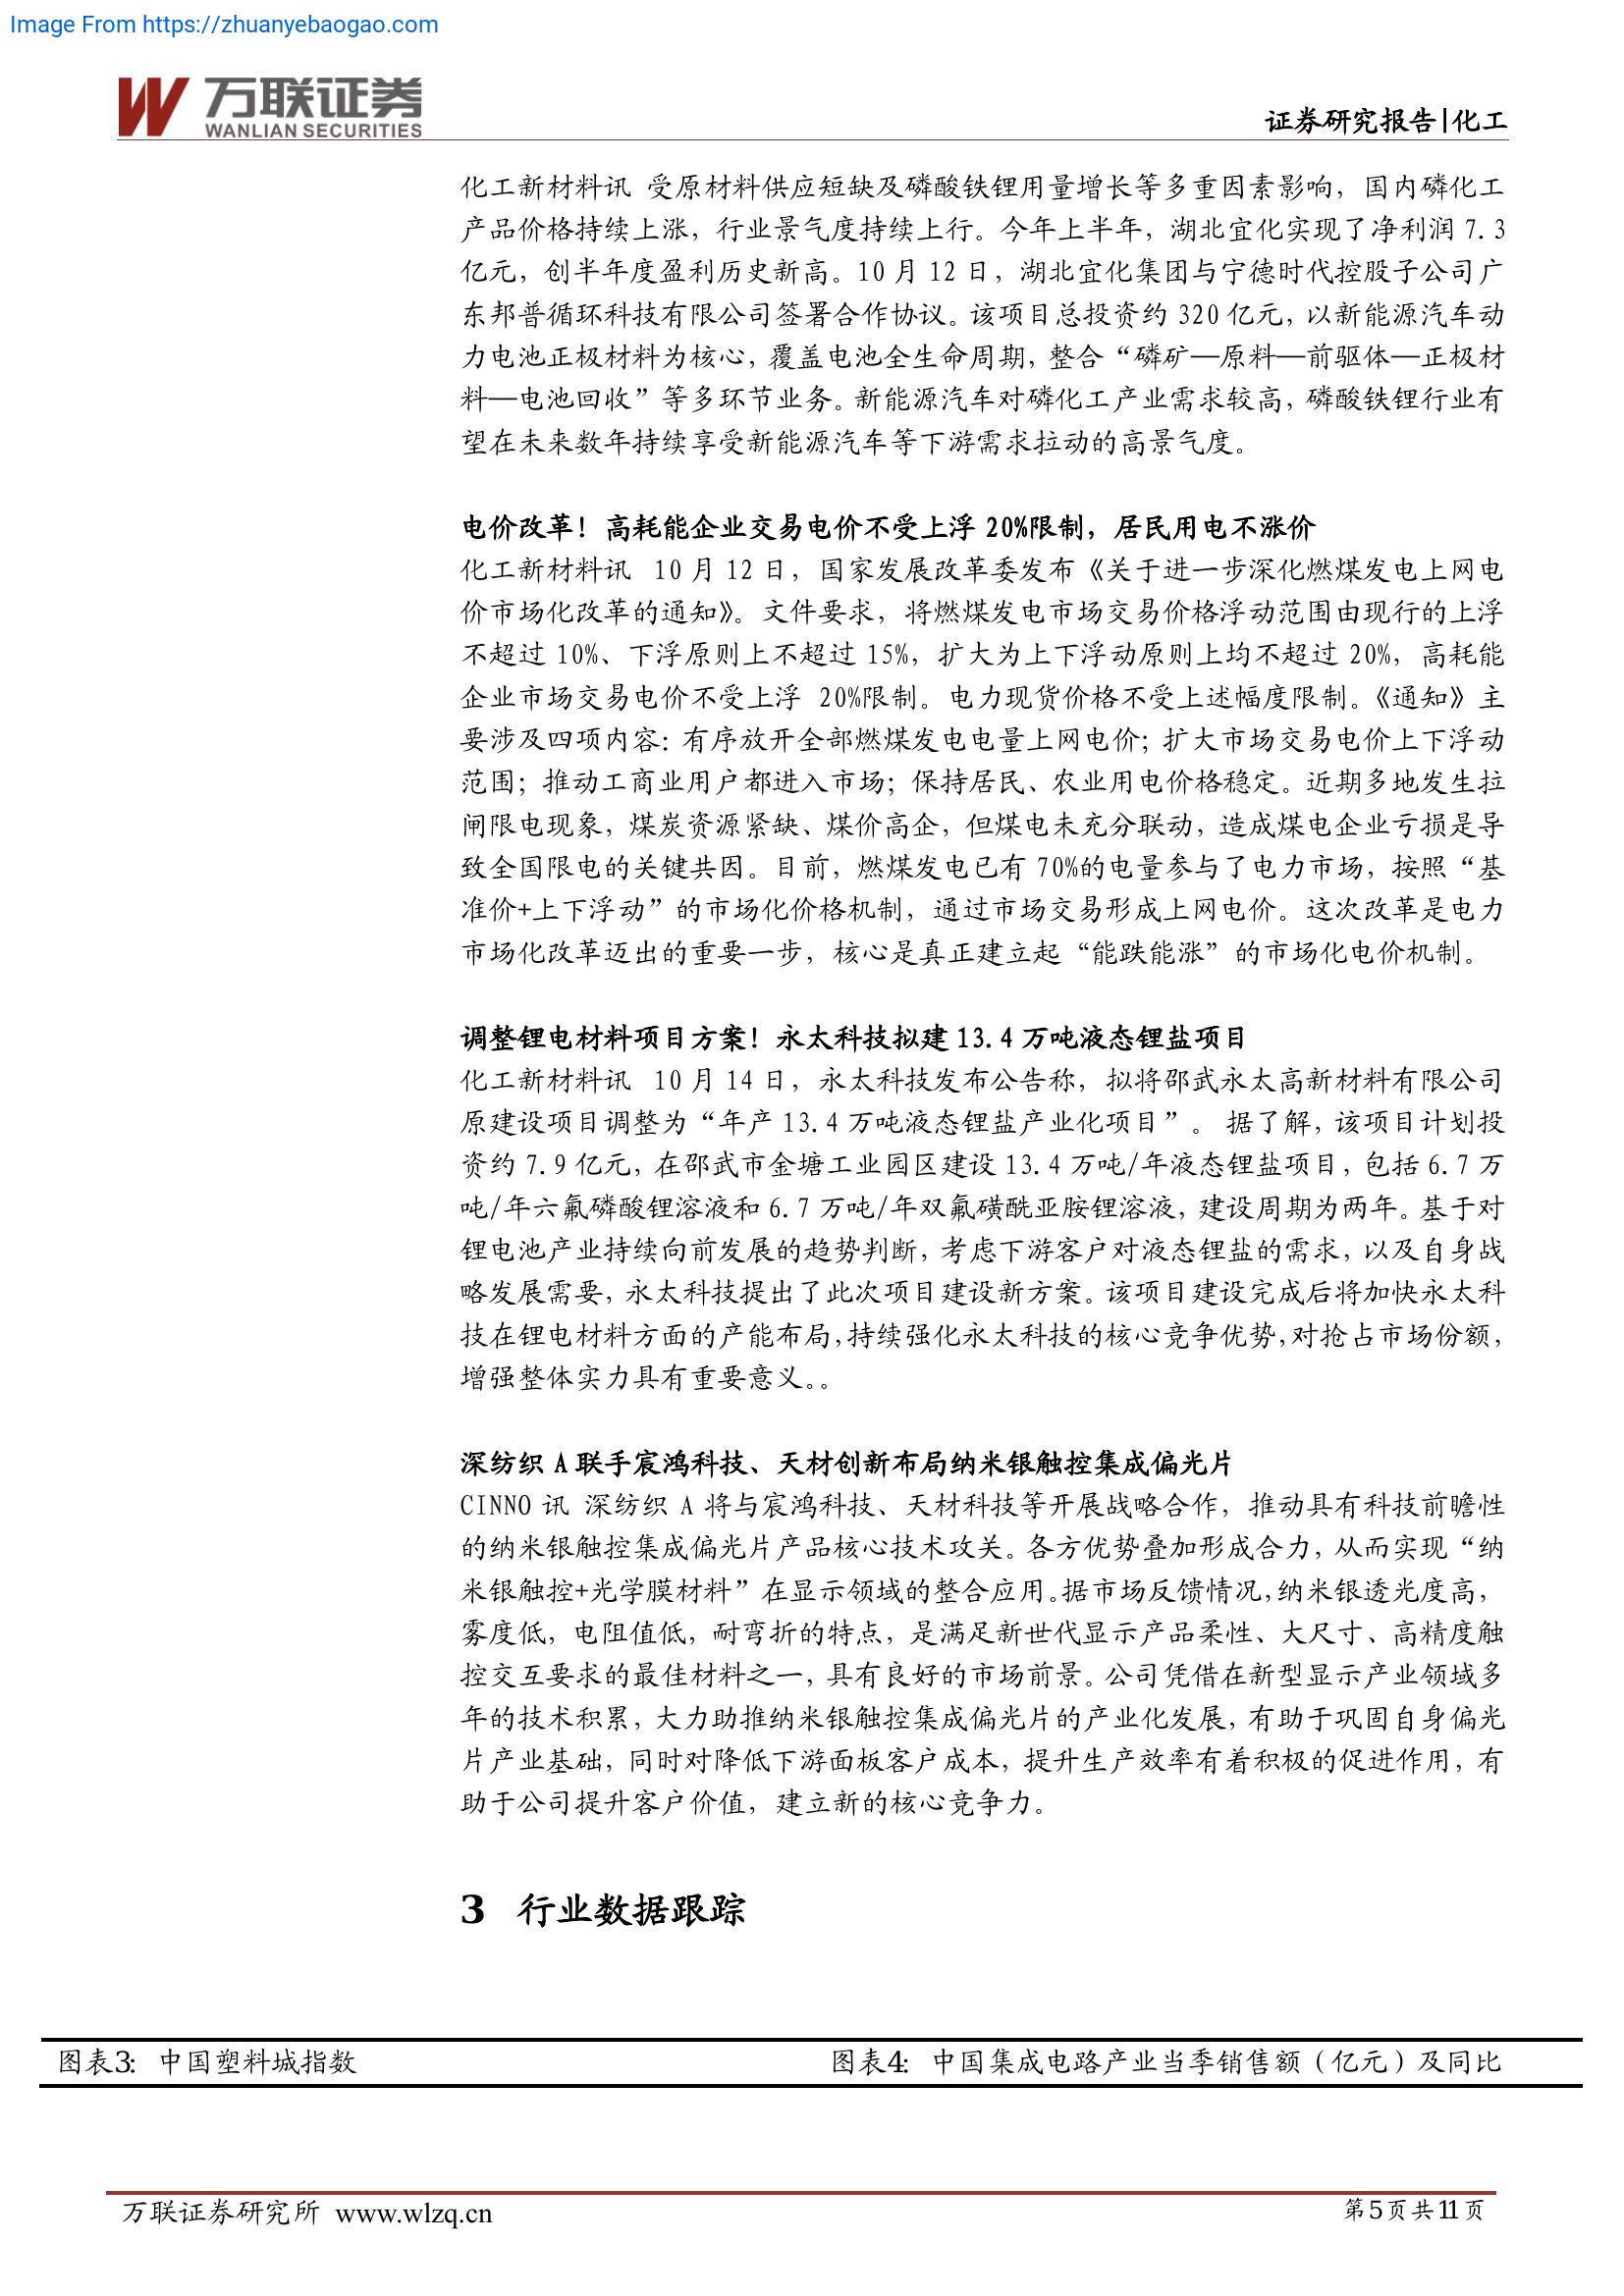 Image From https://zhuanyebaogao.com
万联证券
WANLIAN SECURITIES
证券研究报告|化工
化工新材料讯 受原材料供应短缺及磷酸铁锂用量增长等多重因素影响，国内磷化工
产品价格持续上涨，行业景气度持续上行。今年上半年，湖北宜化实现了净利润 7.3
亿元，创半年度盈利历史新高。10 月 12 日，湖北宜化集团与宁德时代控股子公司广
东邦普循环科技有限公司签署合作协议。该项目总投资约 320 亿元，以新能源汽车动
力电池正极材料为核心，覆盖电池全生命周期，整合“磷矿—原料—前驱体—正极材
料—电池回收”等多环节业务。新能源汽车对磷化工产业需求较高，磷酸铁锂行业有
望在未来数年持续享受新能源汽车等下游需求拉动的高景气度。
电价改革！高耗能企业交易电价不受上浮 20%限制，居民用电不涨价
化工新材料讯 10 月 12 日，国家发展改革委发布《关于进一步深化燃煤发电上网电
价市场化改革的通知》。文件要求，将燃煤发电市场交易价格浮动范围由现行的上浮
不超过 10%、下浮原则上不超过 15%，扩大为上下浮动原则上均不超过 20%，高耗能
企业市场交易电价不受上浮 20%限制。电力现货价格不受上述幅度限制。《通知》主
要涉及四项内容：有序放开全部燃煤发电电量上网电价；扩大市场交易电价上下浮动
范围；推动工商业用户都进入市场；保持居民、农业用电价格稳定。近期多地发生拉
闸限电现象，煤炭资源紧缺、煤价高企，但煤电未充分联动，造成煤电企业亏损是导
致全国限电的关键共因。目前，燃煤发电已有 70%的电量参与了电力市场，按照“基
准价+上下浮动”的市场化价格机制，通过市场交易形成上网电价。这次改革是电力
市场化改革迈出的重要一步，核心是真正建立起“能跌能涨”的市场化电价机制。
调整锂电材料项目方案！永太科技拟建 13.4 万吨液态锂盐项目
化工新材料讯 10 月 14 日，永太科技发布公告称，拟将邵武永太高新材料有限公司
原建设项目调整为“年产 13.4 万吨液态锂盐产业化项目”。 据了解，该项目计划投
资约 7.9 亿元，在邵武市金塘工业园区建设 13.4 万吨/年液态锂盐项目，包括 6.7 万
吨/年六氟磷酸锂溶液和 6.7 万吨/年双氟磺酰亚胺锂溶液，建设周期为两年。基于对
锂电池产业持续向前发展的趋势判断，考虑下游客户对液态锂盐的需求，以及自身战
略发展需要，永太科技提出了此次项目建设新方案。该项目建设完成后将加快永太科
技在锂电材料方面的产能布局，持续强化永太科技的核心竞争优势，对抢占市场份额，
增强整体实力具有重要意义。。
深纺织 A 联手宸鸿科技、天材创新布局纳米银触控集成偏光片
CINNO 讯 深纺织 A 将与宸鸿科技、天材科技等开展战略合作，推动具有科技前瞻性
的纳米银触控集成偏光片产品核心技术攻关。各方优势叠加形成合力，从而实现“纳
米银触控+光学膜材料”在显示领域的整合应用。据市场反馈情况，纳米银透光度高，
雾度低，电阻值低，耐弯折的特点，是满足新世代显示产品柔性、大尺寸、高精度触
控交互要求的最佳材料之一，具有良好的市场前景。公司凭借在新型显示产业领域多
年的技术积累，大力助推纳米银触控集成偏光片的产业化发展，有助于巩固自身偏光
片产业基础，同时对降低下游面板客户成本，提升生产效率有着积极的促进作用，有
助于公司提升客户价值，建立新的核心竞争力。
3 行业数据跟踪
图表3: 中国塑料城指数
图表4: 中国集成电路产业当季销售额（亿元）及同比
万联证券研究所 www.wlzq.cn
第 5 页 共 11 页